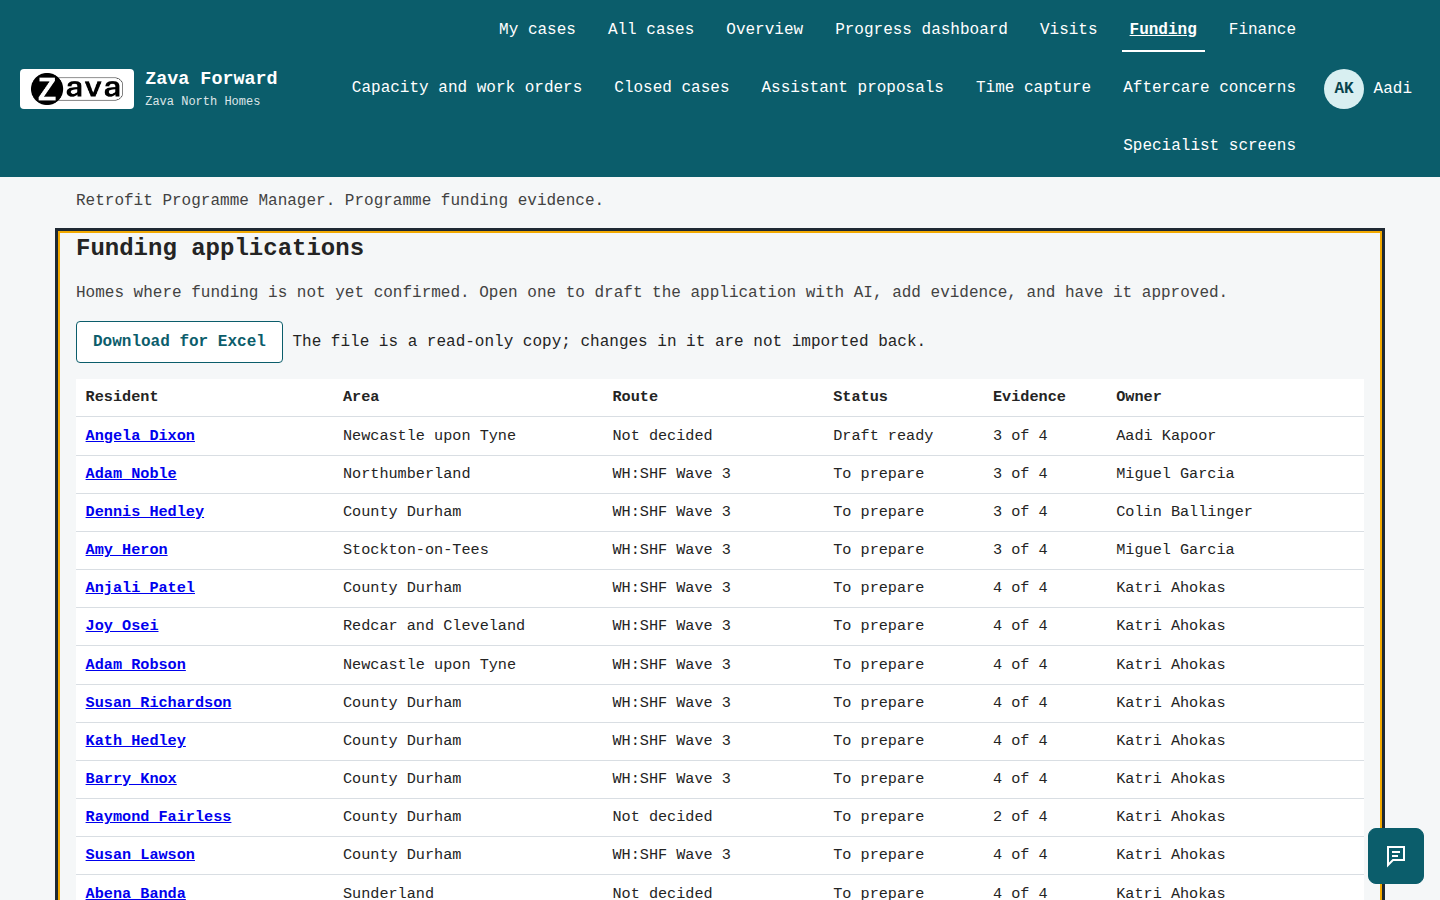 My cases All cases Overview Progress dashboard Visits Funding Finance
Zava
Zava Forward
Zava North Homes
Capacity and work orders Closed cases Assistant proposals Time capture Aftercare concerns
AK Aadi
Specialist screens
Retrofit Programme Manager. Programme funding evidence.
Funding applications
Homes where funding is not yet confirmed. Open one to draft the application with AI, add evidence, and have it approved.
Download for Excel The file is a read-only copy; changes in it are not imported back.
Resident Area Route Status Evidence Owner
Angela Dixon Newcastle upon Tyne Not decided Draft ready 3 of 4 Aadi Kapoor
Adam Noble Northumberland WH:SHF Wave 3 To prepare 3 of 4 Miguel Garcia
Dennis Hedley County Durham WH:SHF Wave 3 To prepare 3 of 4 Colin Ballinger
Amy Heron Stockton-on-Tees WH:SHF Wave 3 To prepare 3 of 4 Miguel Garcia
Anjali Patel County Durham WH:SHF Wave 3 To prepare 4 of 4 Katri Ahokas
Joy Osei Redcar and Cleveland WH:SHF Wave 3 To prepare 4 of 4 Katri Ahokas
Adam Robson Newcastle upon Tyne WH:SHF Wave 3 To prepare 4 of 4 Katri Ahokas
Susan Richardson County Durham WH:SHF Wave 3 To prepare 4 of 4 Katri Ahokas
Kath Hedley County Durham WH:SHF Wave 3 To prepare 4 of 4 Katri Ahokas
Barry Knox County Durham WH:SHF Wave 3 To prepare 4 of 4 Katri Ahokas
Raymond Fairless County Durham Not decided To prepare 2 of 4 Katri Ahokas
Susan Lawson County Durham WH:SHF Wave 3 To prepare 4 of 4 Katri Ahokas
Abena Banda Sunderland Not decided To prepare 4 of 4 Katri Ahokas